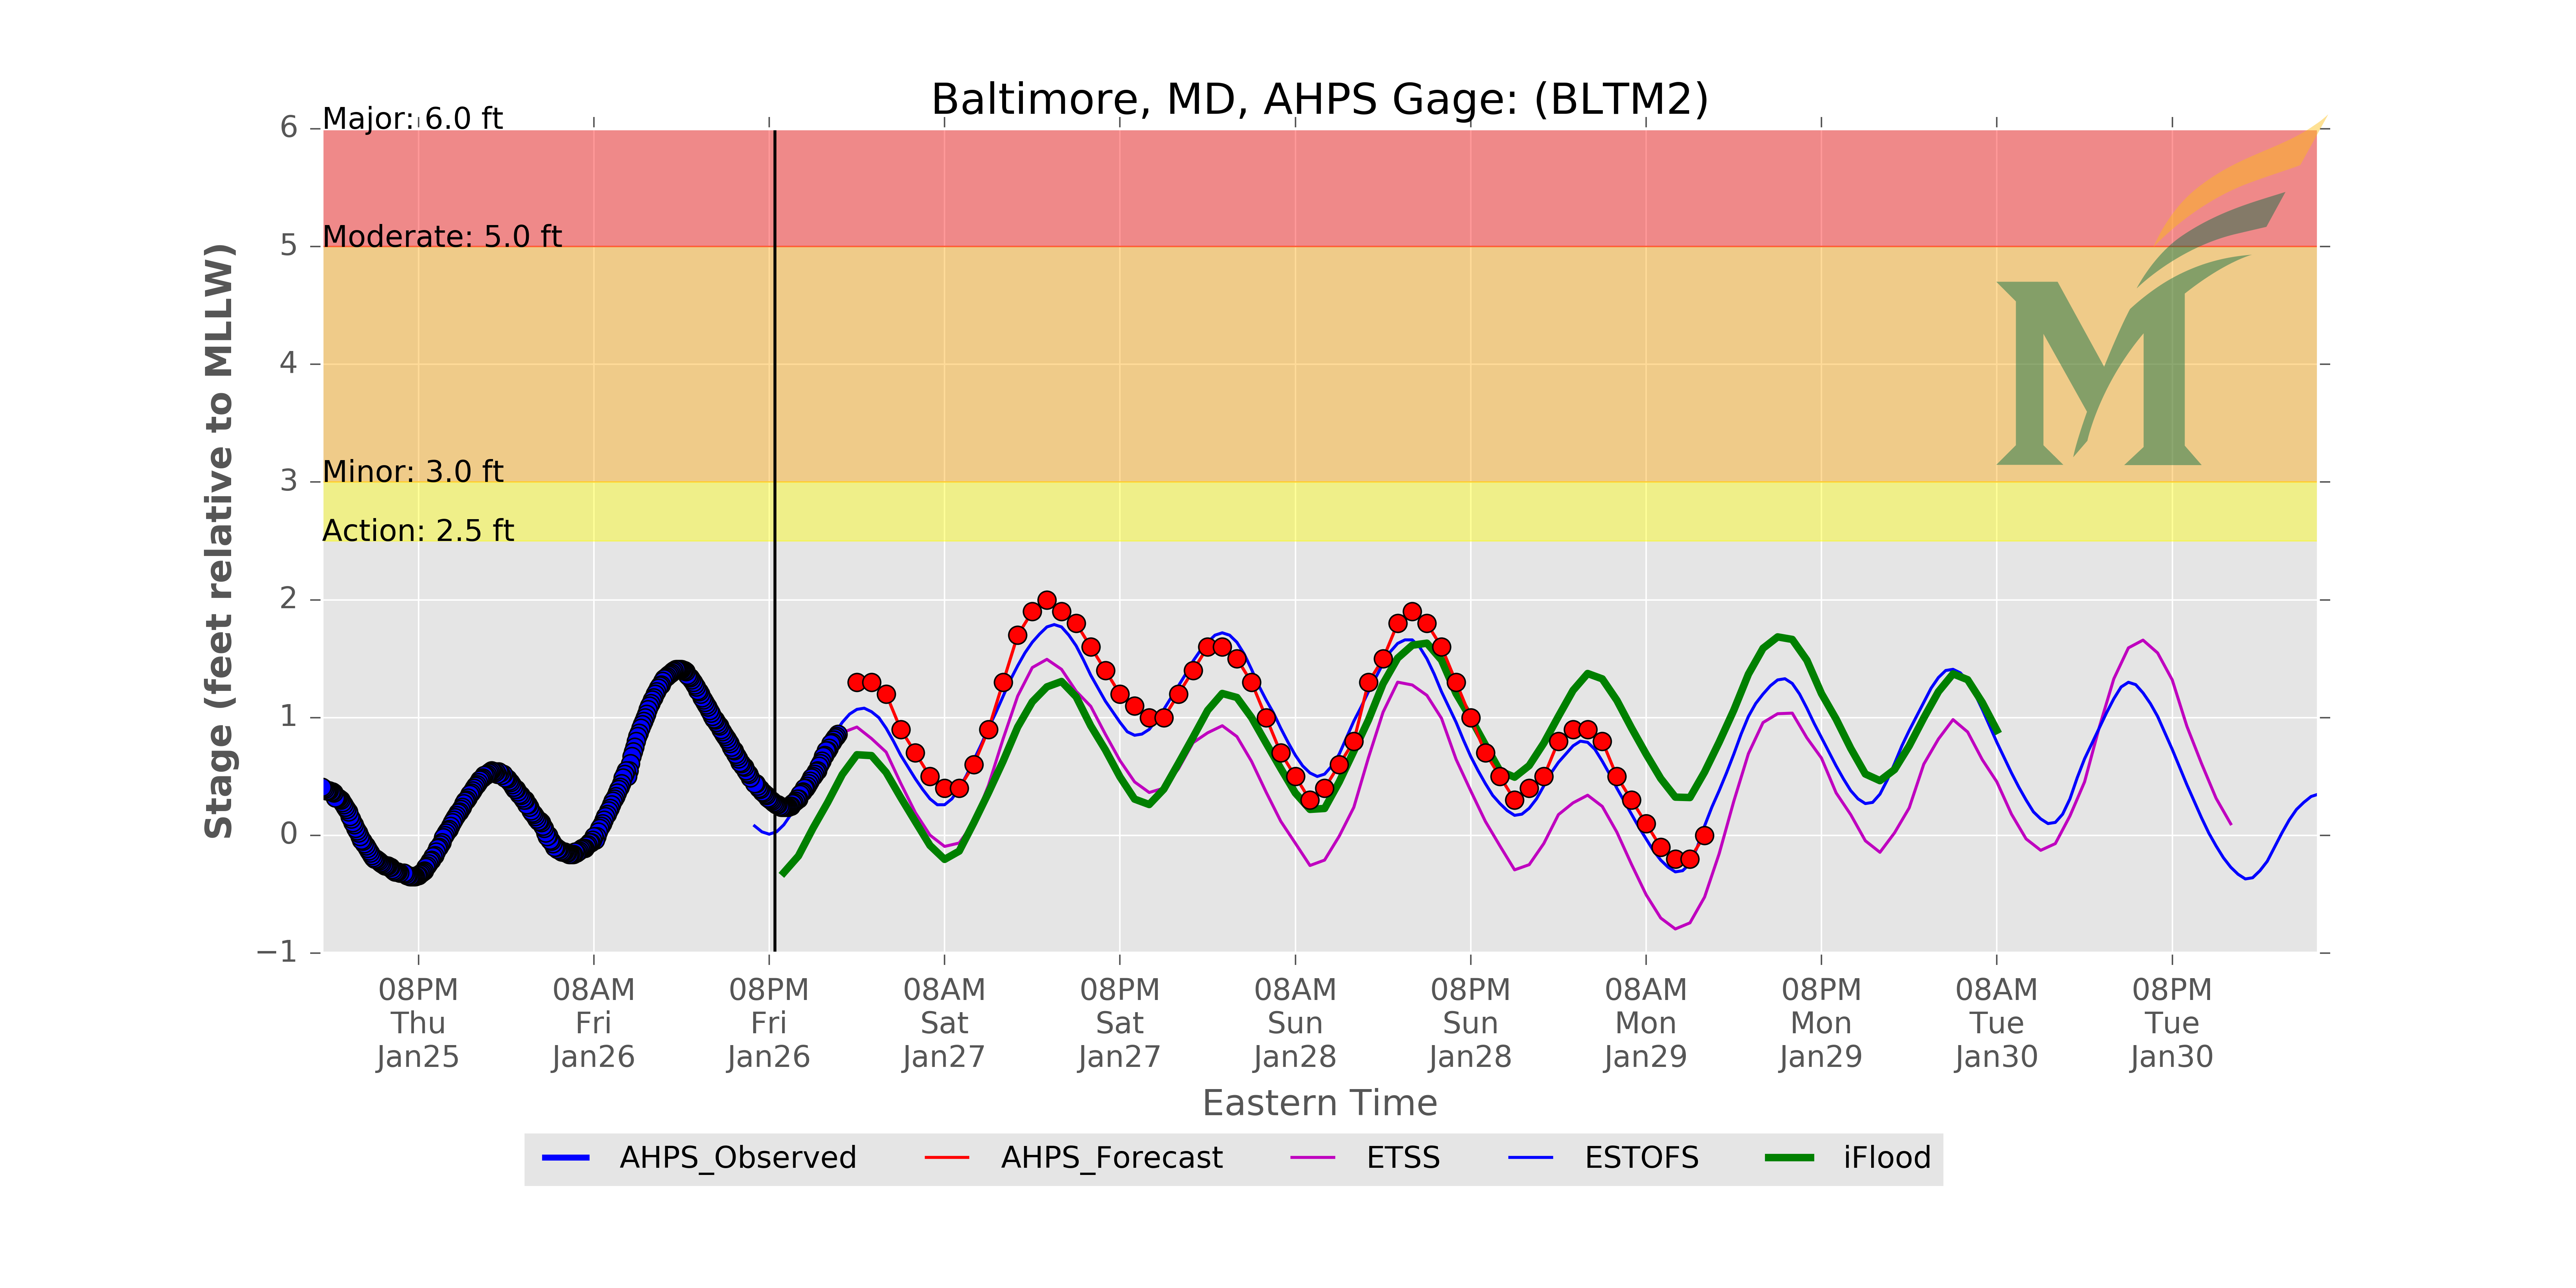 Baltimore, MD, AHPS Gage: (BLTM2)
Major: 6.0 ft
Moderate: 5.0 ft
Minor: 3.0 ft
Action: 2.5 ft
6
5
4
3
2
1
0
−1
Stage (feet relative to MLLW)
08PM 08AM 08PM 08AM 08PM 08AM 08PM 08AM 08PM 08AM 08PM
Thu Fri Fri Sat Sat Sun Sun Mon Mon Tue Tue
Jan25 Jan26 Jan26 Jan27 Jan27 Jan28 Jan28 Jan29 Jan29 Jan30 Jan30
Eastern Time
AHPS_Observed AHPS_Forecast ETSS ESTOFS iFlood
M